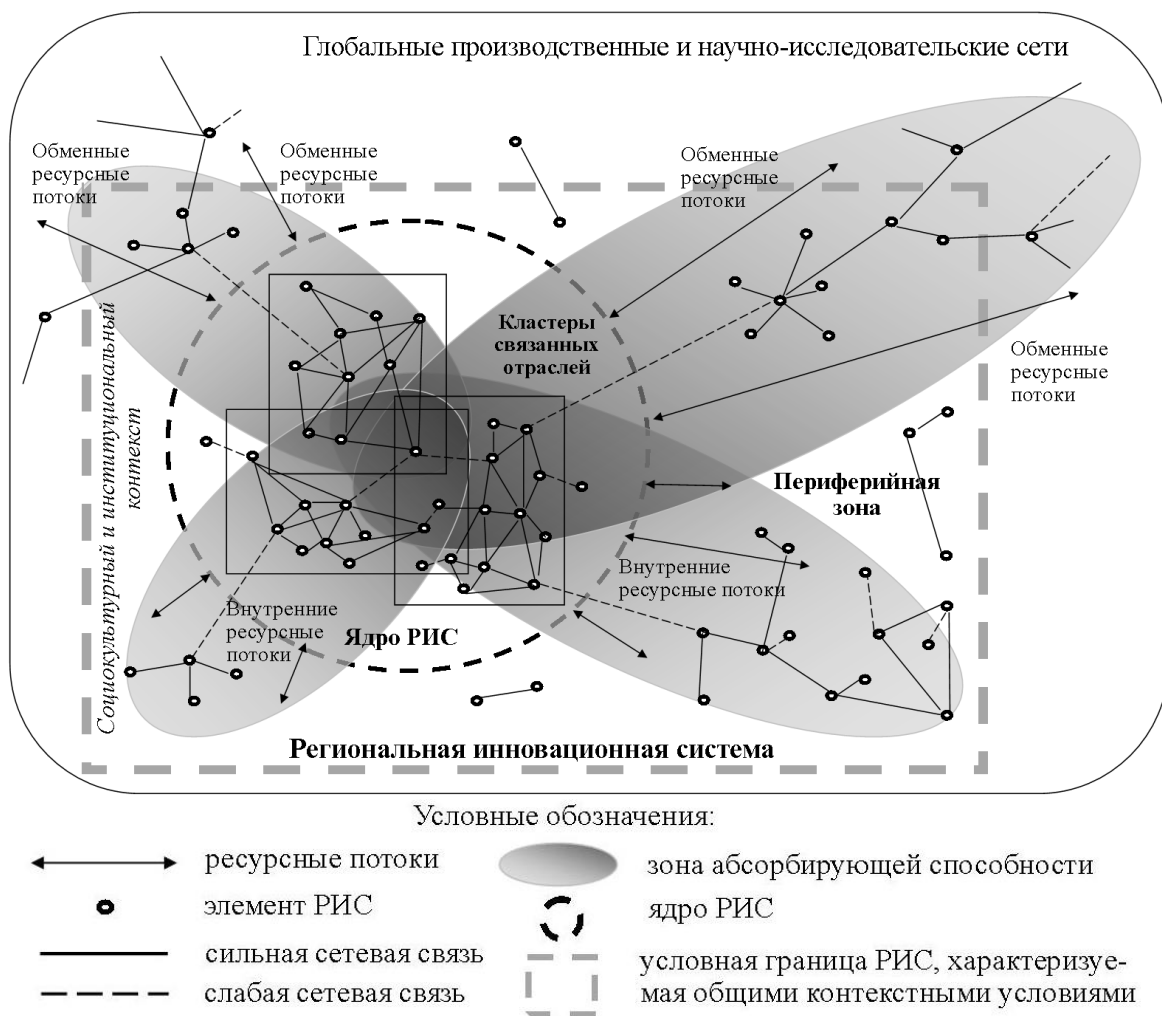 Глобальные производственные и научно-исследовательские сети
Обменные
ресурсные
потоки
Обменные
ресурсные
потоки
Обменные
ресурсные
потоки
Кластеры
связанных
отраслей
Обменные
ресурсные
потоки
Социокультурный и институциональный
контекст
Периферийная
зона
Внутренние
ресурсные потоки
Внутренние
ресурсные
потоки
Ядро РИС
Региональная инновационная система
Условные обозначения:
ресурсные потоки
элемент РИС
сильная сетевая связь
слабая сетевая связь
зона абсорбирующей способности
ядро РИС
условная граница РИС, характеризуе-
мая общими контекстными условиями